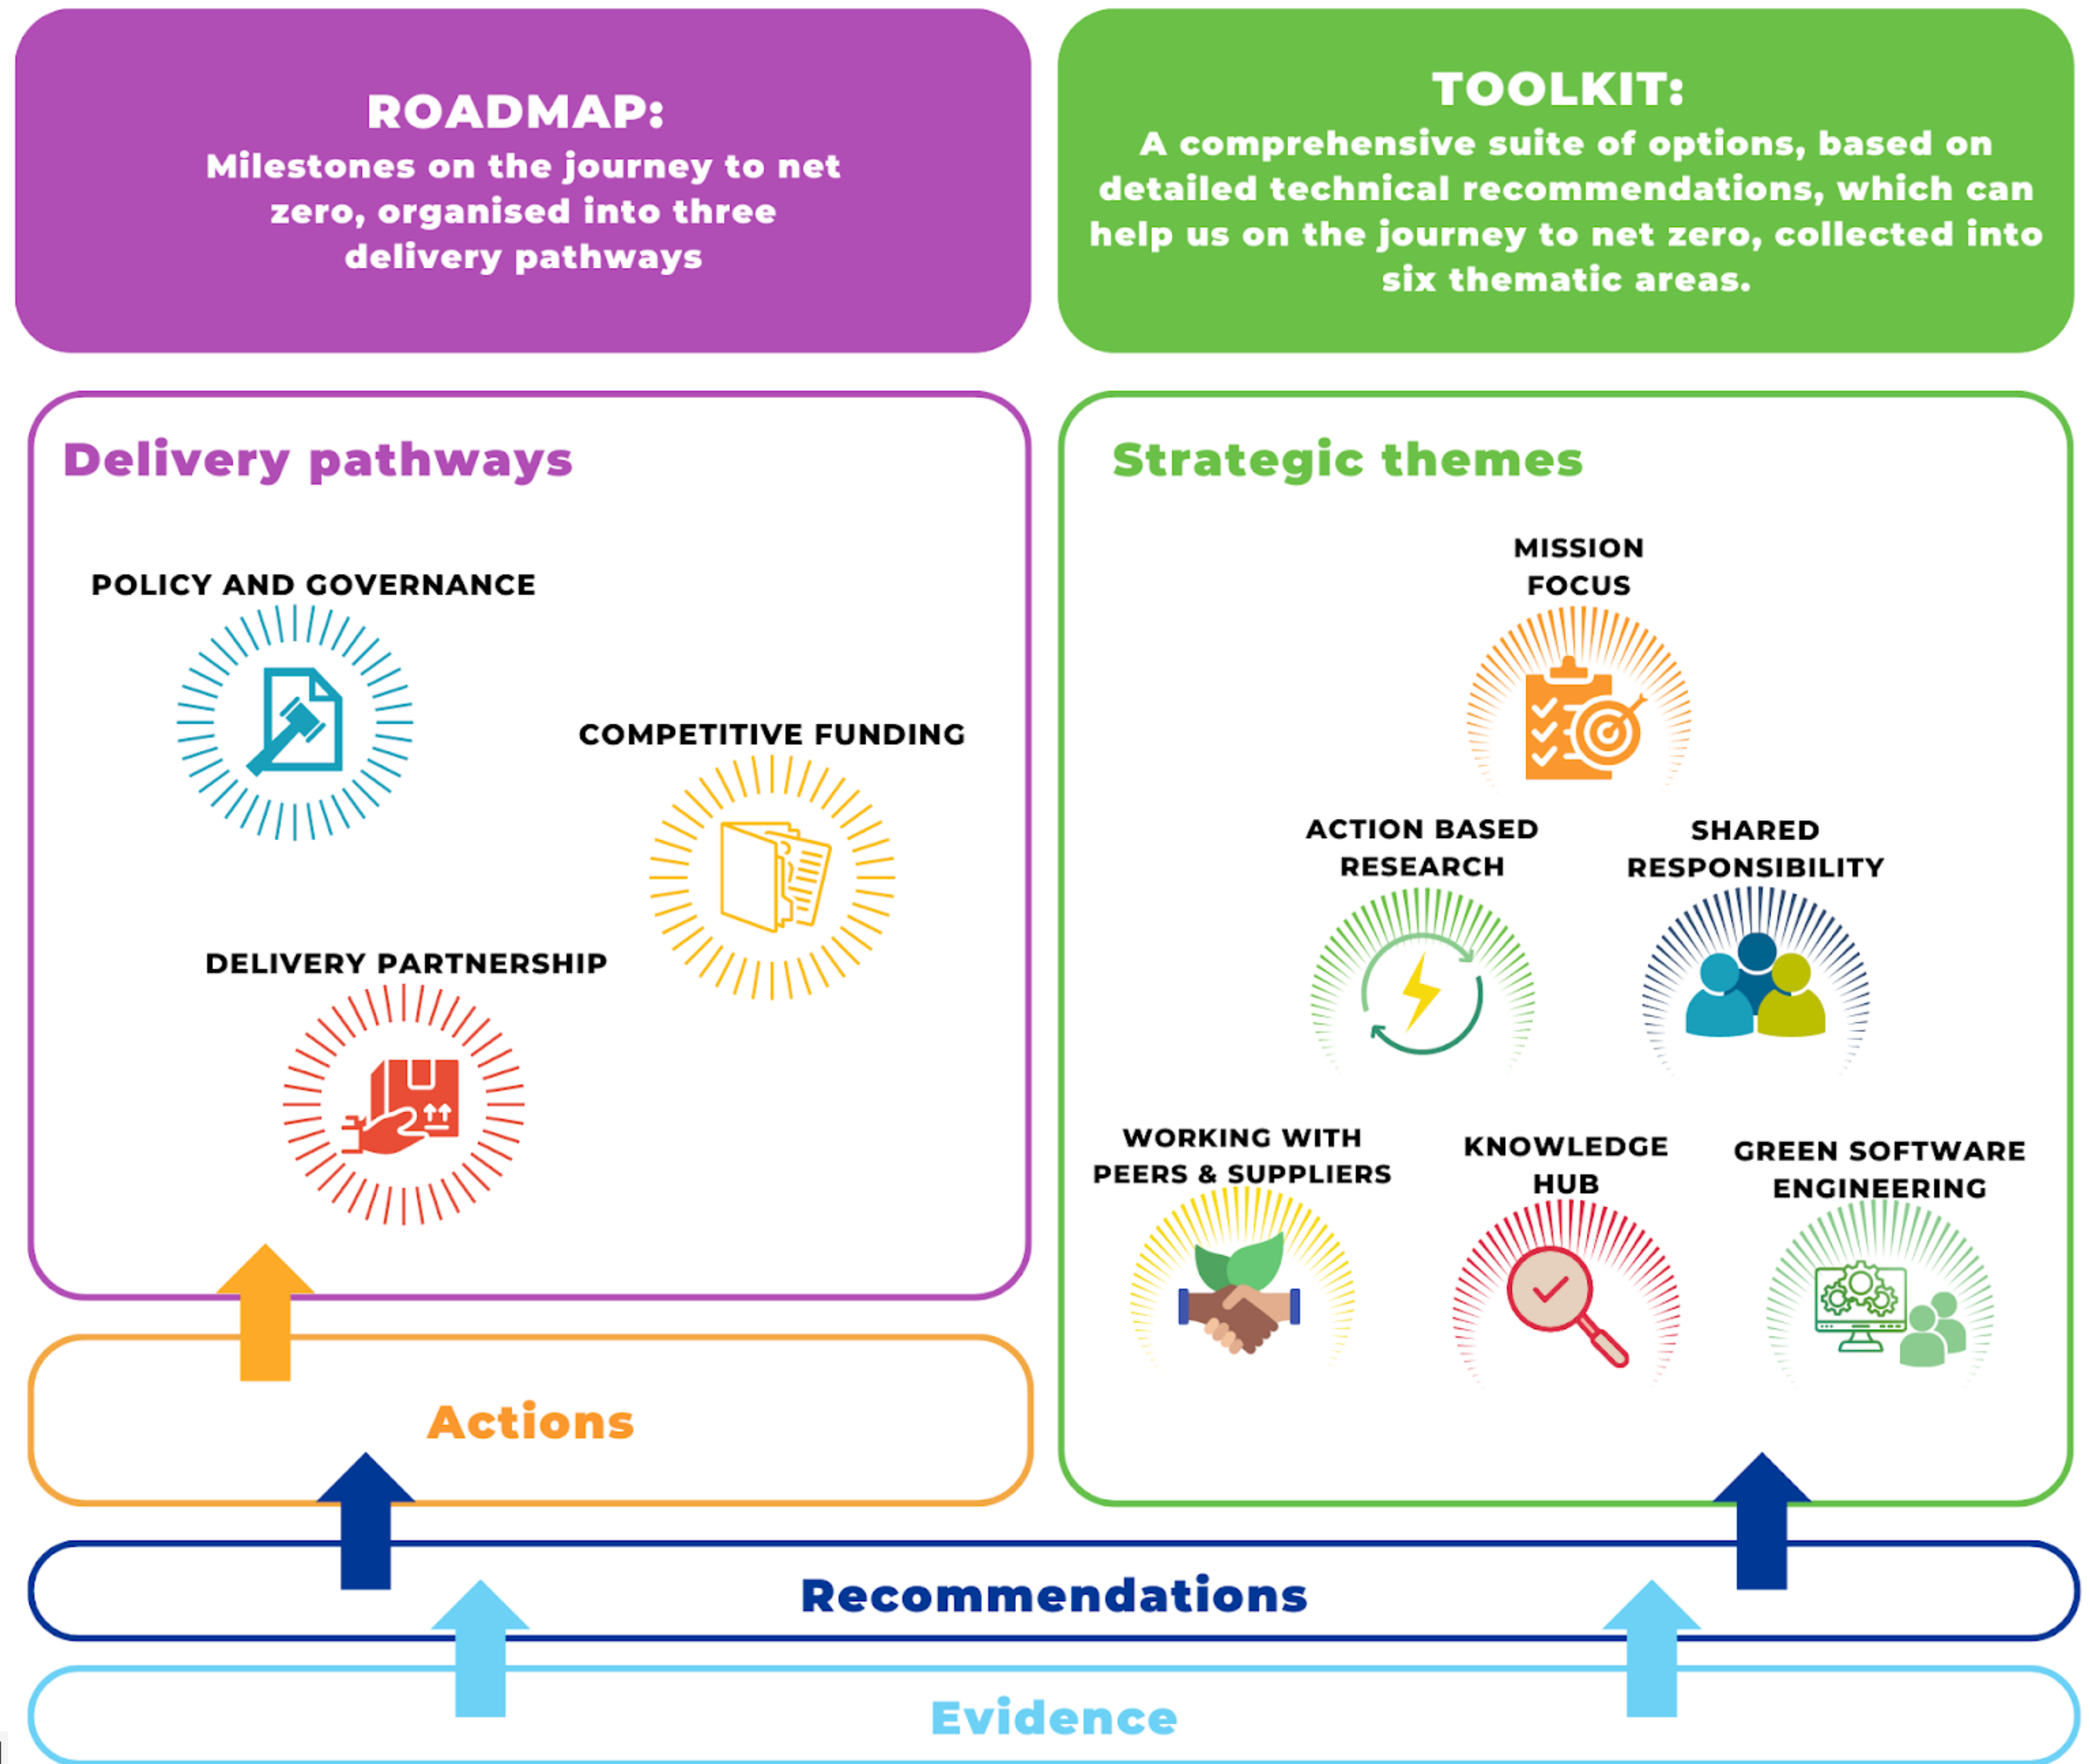 ROADMAP:
Milestones on the journey to net
zero, organised into three
delivery pathways
TOOLKIT:
A comprehensive suite of options, based on
detailed technical recommendations, which can
help us on the journey to net zero, collected into
six thematic areas.
Delivery pathways
POLICY AND GOVERNANCE
COMPETITIVE FUNDING
DELIVERY PARTNERSHIP
Strategic themes
MISSION
FOCUS
ACTION BASED
RESEARCH
SHARED
RESPONSIBILITY
WORKING WITH
PEERS & SUPPLIERS
KNOWLEDGE
HUB
GREEN SOFTWARE
ENGINEERING
Actions
Recommendations
Evidence